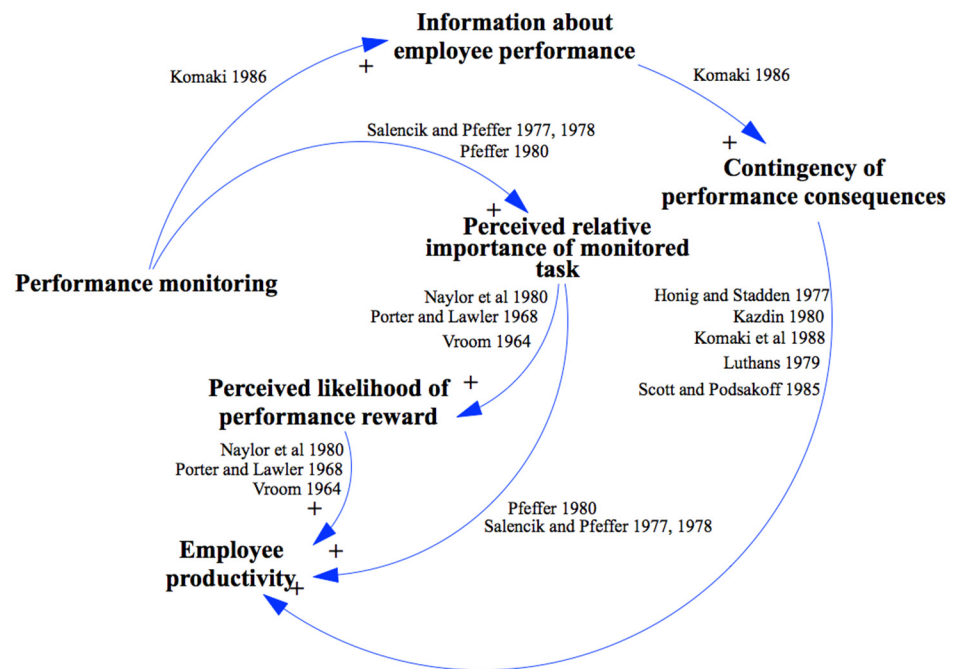 Information about
employee performance
+
Komaki 1986
Komaki 1986
+
Salencik and Pfeffer 1977, 1978
Pfeffer 1980
Contingency of
performance consequences
+
Perceived relative
importance of monitored
task
Performance monitoring
Naylor et al 1980
Porter and Lawler 1968
Vroom 1964
Honig and Stadden 1977
Kazdin 1980
Komaki et al 1988
Luthans 1979
Scott and Podsakoff 1985
+
Perceived likelihood of
performance reward
Naylor et al 1980
Porter and Lawler 1968
Vroom 1964
+
Pfeffer 1980
Salencik and Pfeffer 1977, 1978
+
Employee
productivity
+